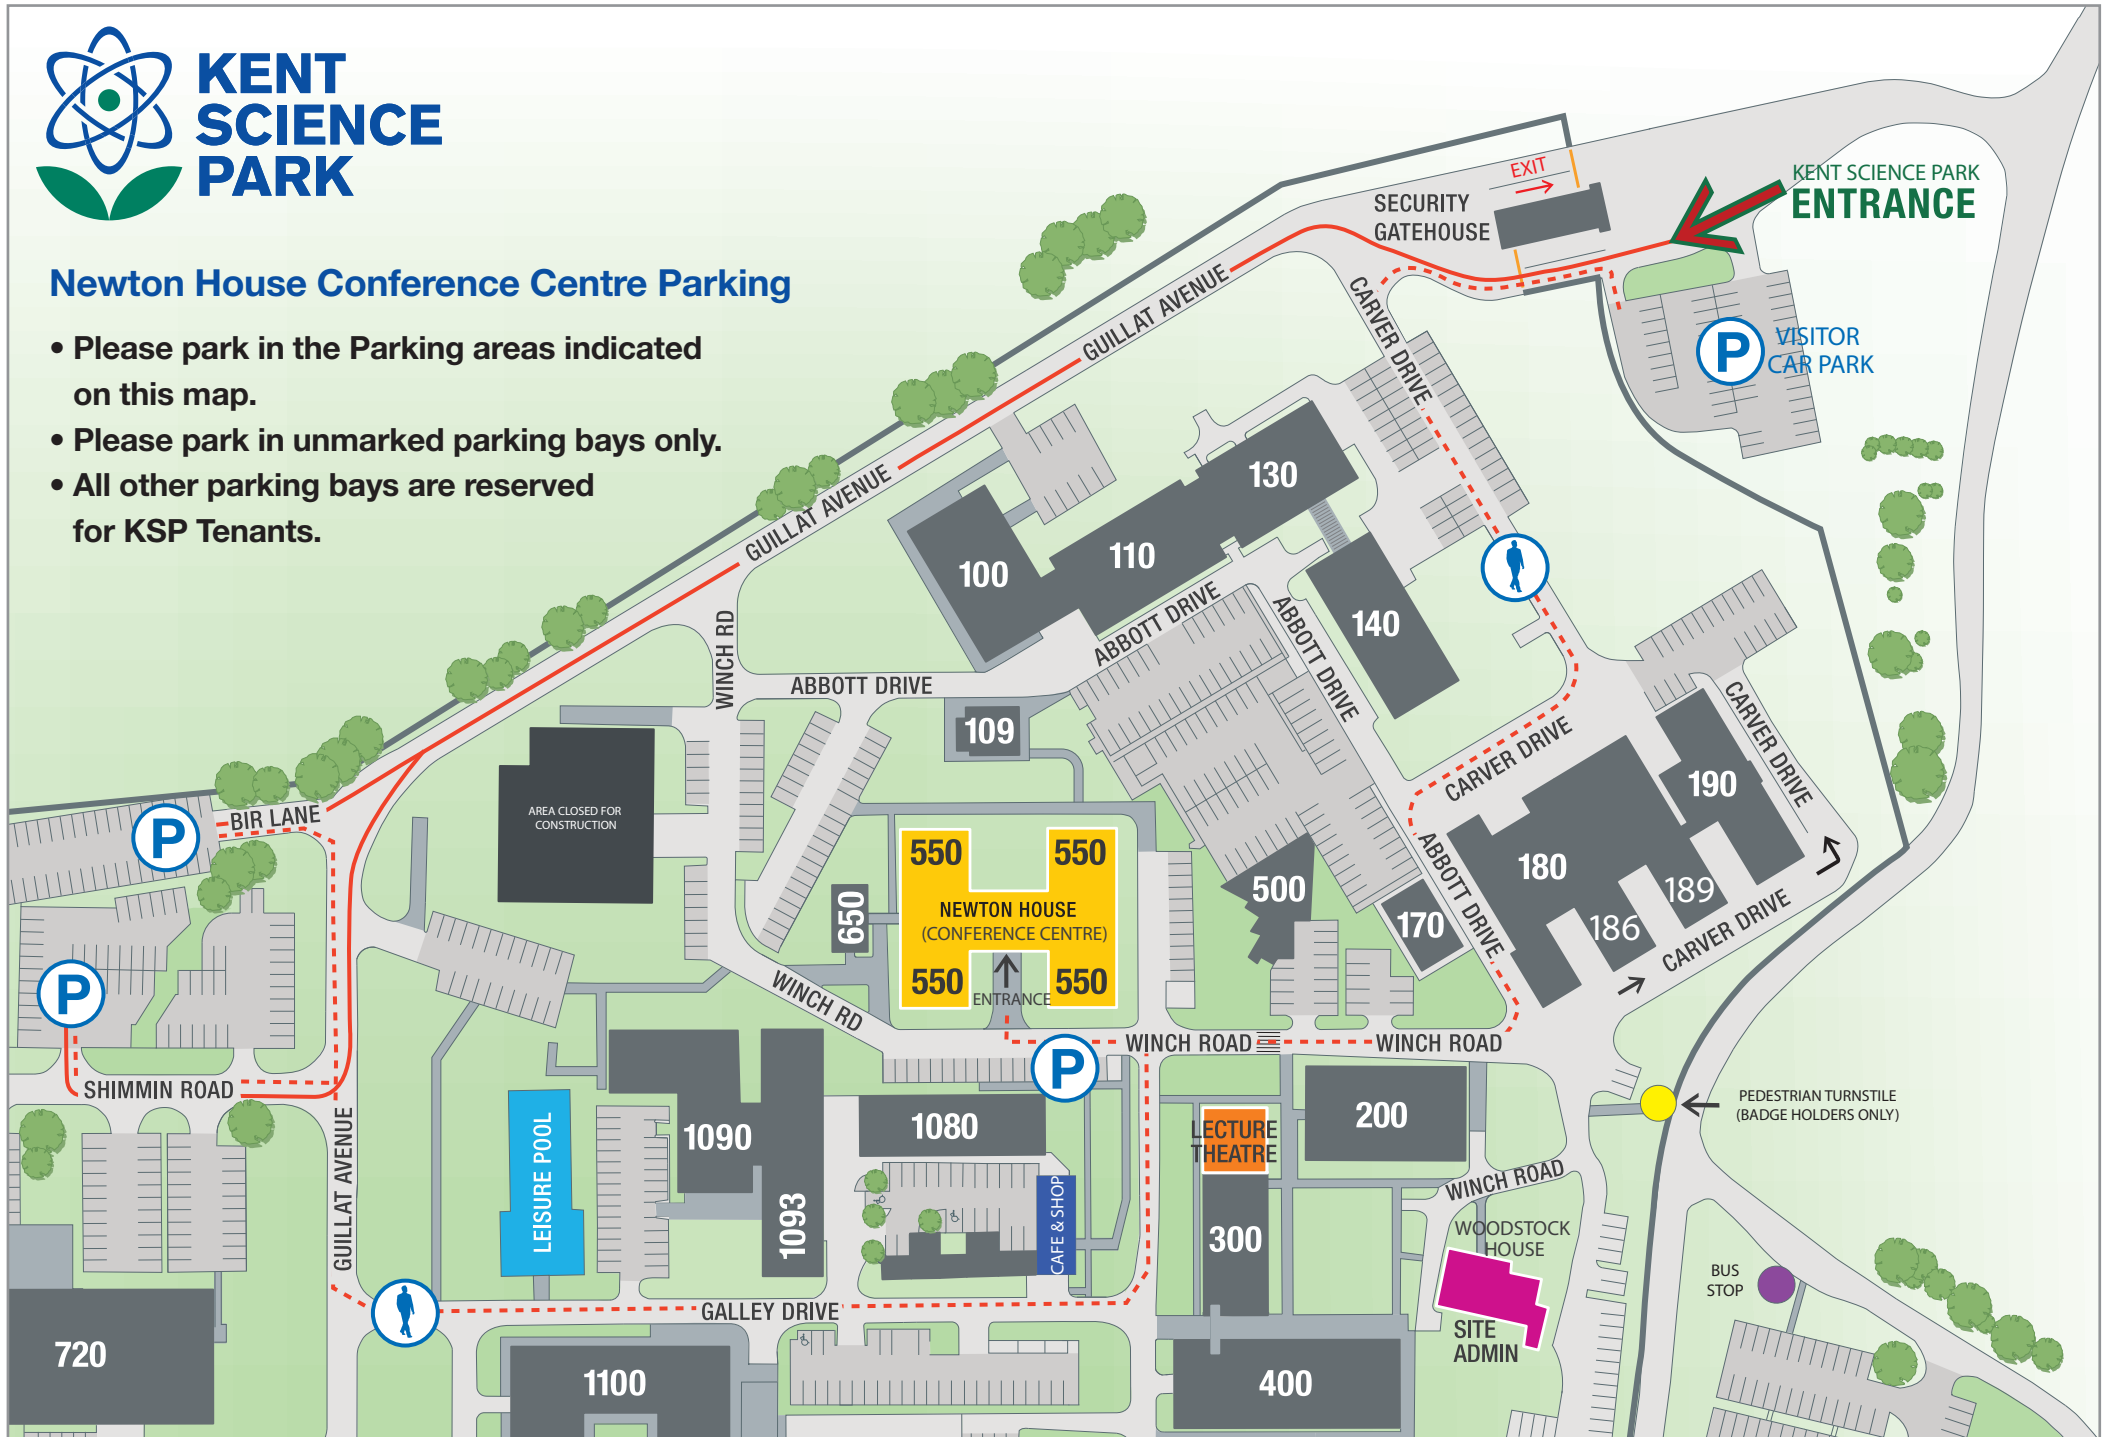 KENT
SCIENCE
PARK
Newton House Conference Centre Parking
• Please park in the Parking areas indicated
on this map.
• Please park in unmarked parking bays only.
• All other parking bays are reserved
for KSP Tenants.
EXIT
SECURITY
GATEHOUSE
KENT SCIENCE PARK
ENTRANCE
P
VISITOR
CAR PARK
GUILLAT AVENUE
CARVER DRIVE
CARVER DRIVE
GUILLAT AVENUE
130
110
100
140
ABBOTT DRIVE
ABBOTT DRIVE
ABBOTT DRIVE
WINCH RD
109
CARVER DRIVE
CARVER DRIVE
190
180
189
186
CARVER DRIVE
ABBOTT DRIVE
170
500
AREA CLOSED FOR
CONSTRUCTION
BIR LANE
P
550
550
NEWTON HOUSE
(CONFERENCE CENTRE)
550
550
ENTRANCE
650
WINCH RD
P
WINCH ROAD
WINCH ROAD
P
SHIMMIN ROAD
GUILLAT AVENUE
LEISURE POOL
1090
1093
1080
CAFE & SHOP
LECTURE
THEATRE
200
300
PEDESTRIAN TURNSTILE
(BADGE HOLDERS ONLY)
WINCH ROAD
WOODSTOCK
HOUSE
SITE
ADMIN
BUS
STOP
GALLEY DRIVE
720
1100
400